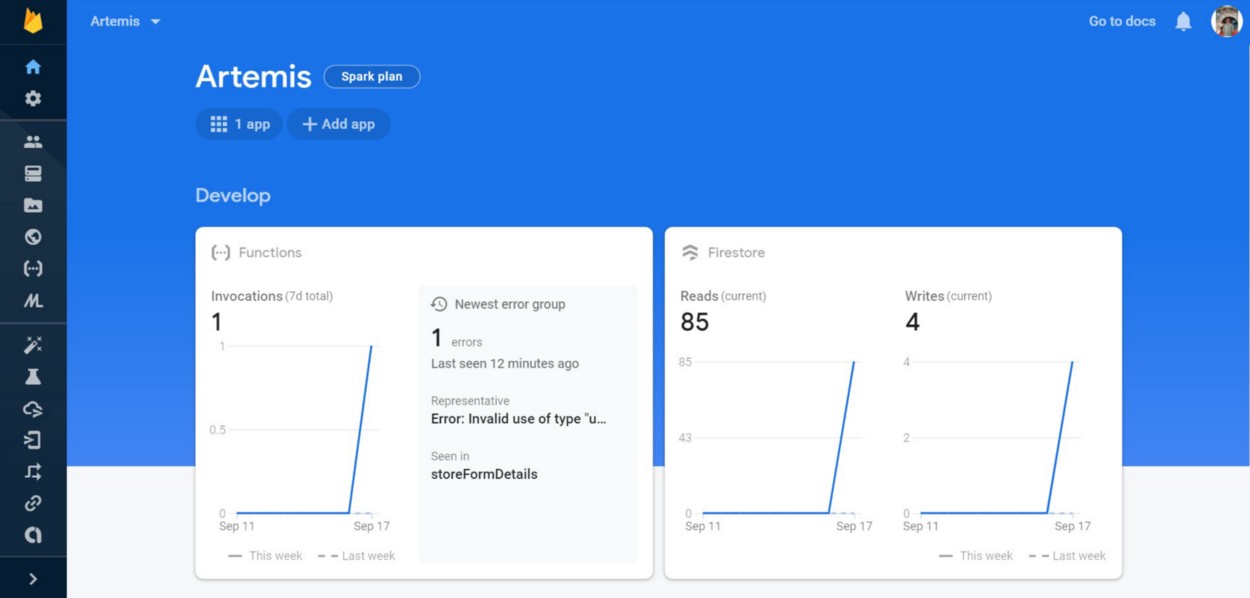 Artemis
Go to docs
Artemis
Spark plan
1 app
Add app
Develop
Functions
Invocations (7d total)
1
1
0.5
0
Sep 11
Sep 17
This week
Last week
Newest error group
1 errors
Last seen 12 minutes ago
Representative
Error: Invalid use of type "u...
Seen in
storeFormDetails
Firestore
Reads (current)
85
85
43
0
Sep 11
Sep 17
Writes (current)
4
4
2
0
Sep 11
Sep 17
This week
Last week